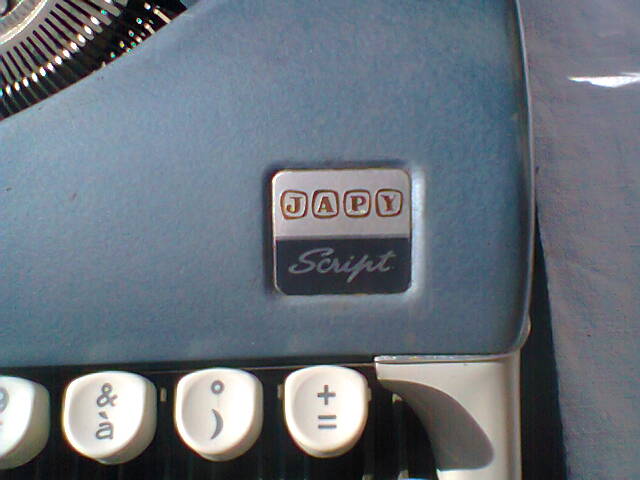 JAPY
Script
& ° +
à ) =